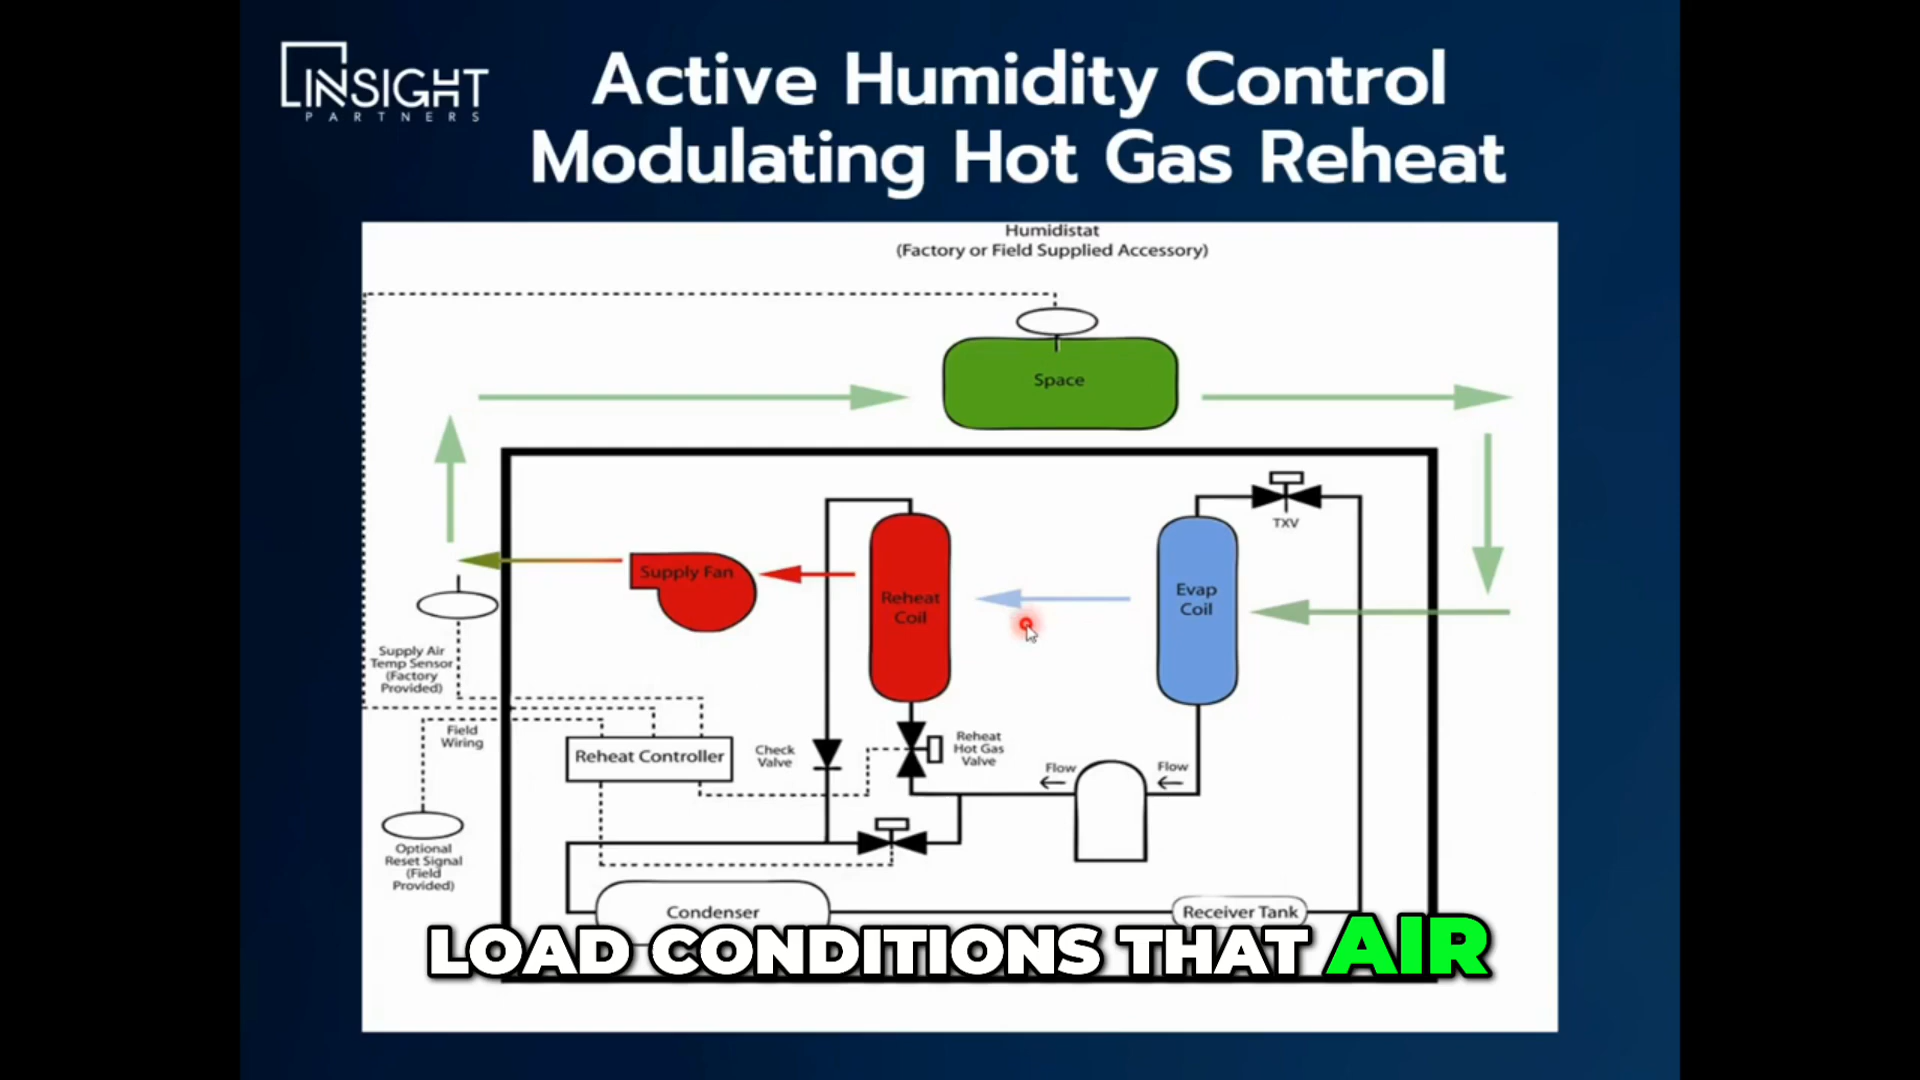 INSIGHT
PARTNERS
Active Humidity Control
Modulating Hot Gas Reheat
Humidistat
(Factory or Field Supplied Accessory)
Space
TXV
Supply Fan
Reheat
Coil
Evap
Coil
Supply Air
Temp Sensor
(Factory
Provided)
Field
Wiring
Reheat Controller
Check
Valve
Reheat
Hot Gas
Valve
Flow
Flow
Optional
Reset Signal
(Field
Provided)
Condenser
Receiver Tank
LOAD CONDITIONS THAT AIR